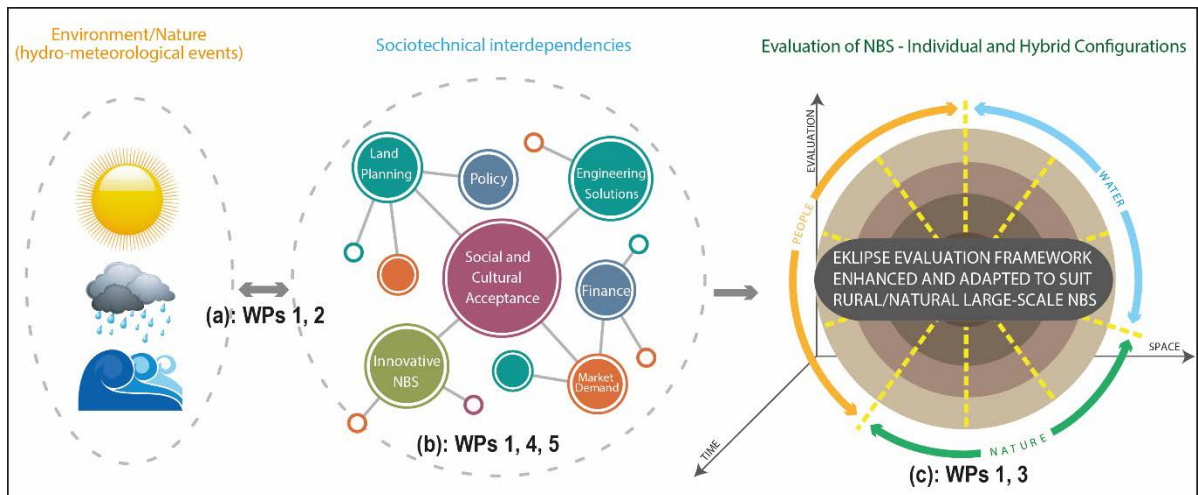 Environment/Nature
(hydro-meteorological events)
(a): WPs 1, 2
Sociotechnical interdependencies
Land
Planning
Policy
Engineering
Solutions
Social and
Cultural
Acceptance
Finance
Innovative
NBS
Market
Demand
(b): WPs 1, 4, 5
Evaluation of NBS - Individual and Hybrid Configurations
EVALUATION
PEOPLE
WATER
EKLIPSE EVALUATION FRAMEWORK
ENHANCED AND ADAPTED TO SUIT
RURAL/NATURAL LARGE-SCALE NBS
SPACE
TIME
NATURE
(c): WPs 1, 3